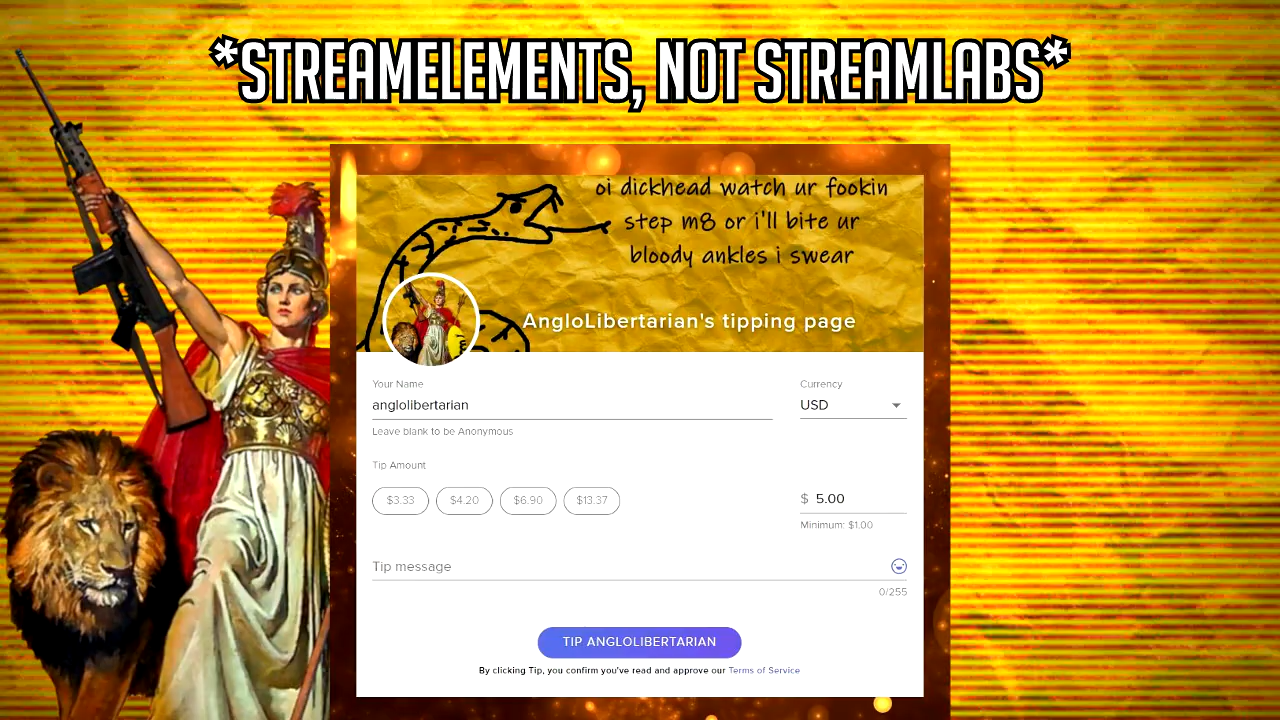 *STREAMELEMENTS, NOT STREAMLABS*
oi dickhead watch ur fookin
step m8 or i'll bite ur
bloody ankles i swear
AngloLibertarian's tipping page
Your Name
Currency
anglolibertarian
USD
Leave blank to be Anonymous
Tip Amount
$3.33 $4.20 $6.90 $13.37
$ 5.00
Minimum: $1.00
Tip message
0/255
TIP ANGLOLIBERTARIAN
By clicking Tip, you confirm you've read and approve our Terms of Service